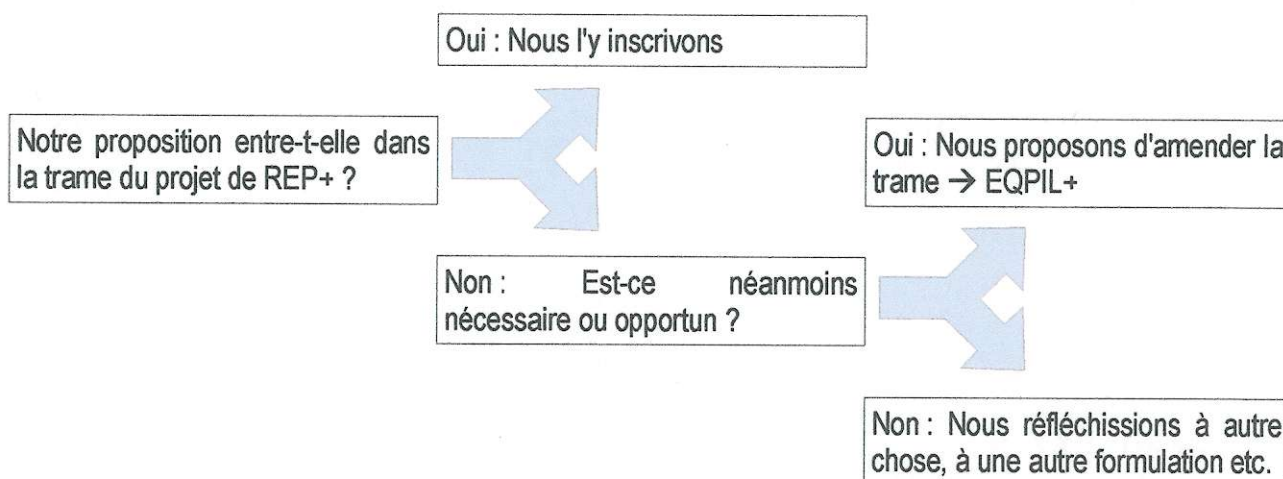 Oui : Nous l'y inscrivons
Notre proposition entre-t-elle dans
la trame du projet de REP+ ?
Oui : Nous proposons d'amender la
trame → EQPIL+
Non : Est-ce néanmoins
nécessaire ou opportun ?
Non : Nous réfléchissions à autre
chose, à une autre formulation etc.